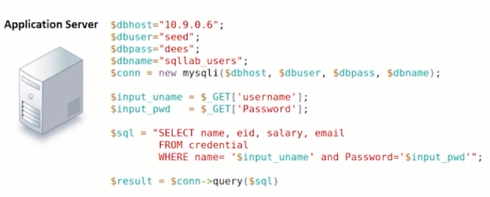 Application Server
$dbhost="10.9.0.6";
$dbuser="seed";
$dbpass="dees";
$dbname="sqllab_users";
$conn = new mysqli($dbhost, $dbuser, $dbpass, $dbname);
$input_uname = $_GET['username'];
$input_pwd   = $_GET['Password'];
$sql = "SELECT name, eid, salary, email
FROM credential
WHERE name= '$input_uname' and Password='$input_pwd'";
$result = $conn->query($sql)